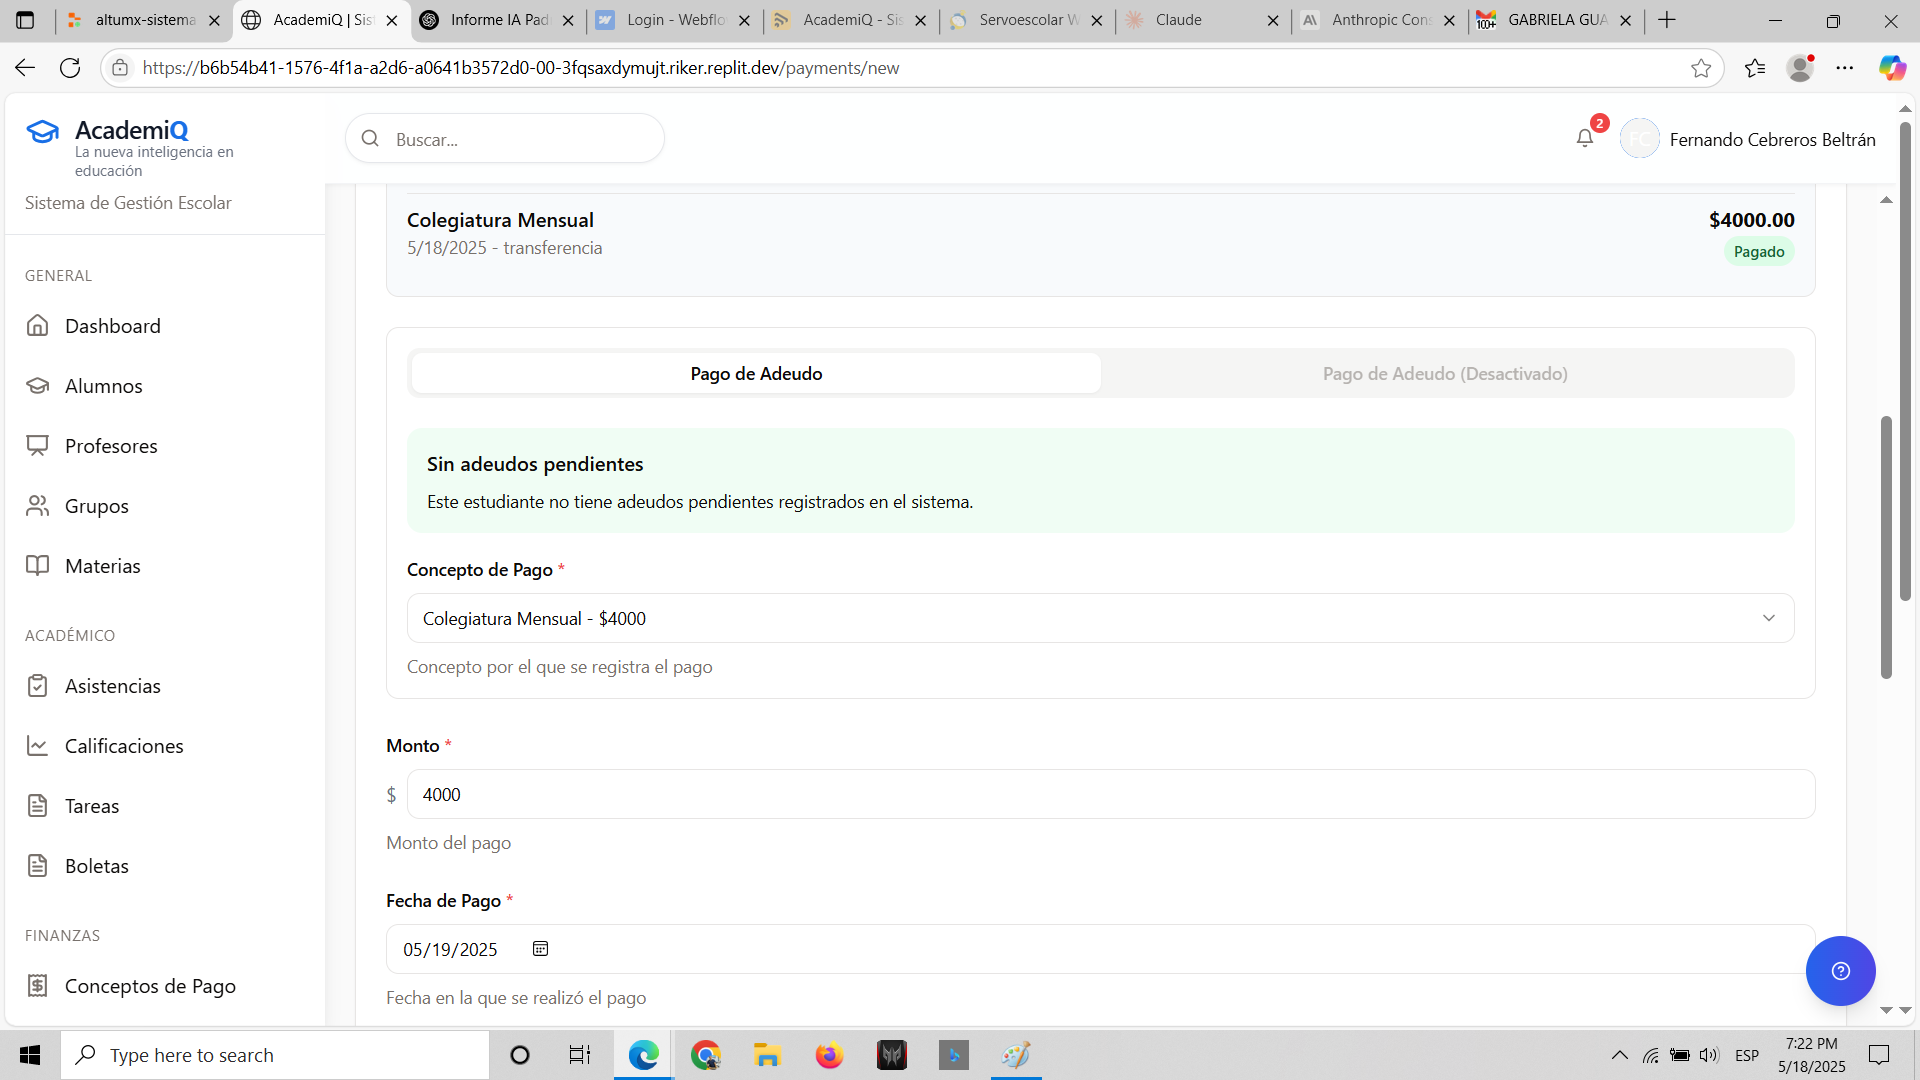 altumx-sistema
AcademiQ | Sis
Informe IA Pad
Login - Webflo
AcademiQ - Sis
Servoescolar W
Claude
Anthropic Cons
GABRIELA GUA
https://b6b54b41-1576-4f1a-a2d6-a0641b3572d0-00-3fqsaxdymujt.riker.replit.dev/payments/new
AcademiQ
La nueva inteligencia en
educación
Sistema de Gestión Escolar
Buscar...
2
FC
Fernando Cebreros Beltrán
GENERAL
Dashboard
Alumnos
Profesores
Grupos
Materias
ACADÉMICO
Asistencias
Calificaciones
Tareas
Boletas
FINANZAS
Conceptos de Pago
Colegiatura Mensual
$4000.00
5/18/2025 - transferencia
Pagado
Pago de Adeudo
Pago de Adeudo (Desactivado)
Sin adeudos pendientes
Este estudiante no tiene adeudos pendientes registrados en el sistema.
Concepto de Pago *
Colegiatura Mensual - $4000
Concepto por el que se registra el pago
Monto *
$
4000
Monto del pago
Fecha de Pago *
05/19/2025
Fecha en la que se realizó el pago
Type here to search
ESP
7:22 PM
5/18/2025